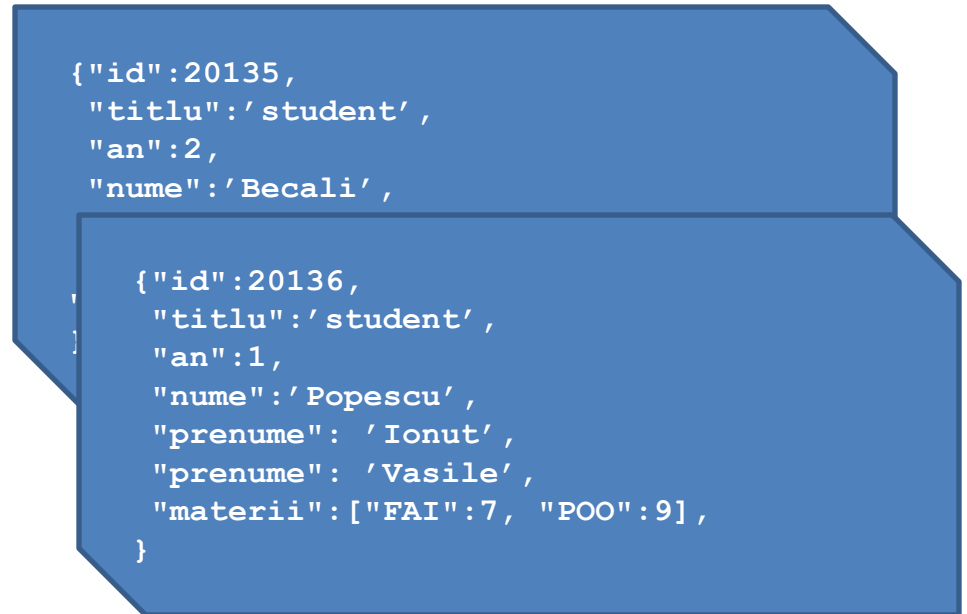 {"id":20135,
"titlu":’student’,
"an":2,
"nume":’Becali’,
{"id":20136,
"titlu":’student’,
"an":1,
"nume":’Popescu’,
"prenume": ’Ionut’,
"prenume": ’Vasile’,
"materii":["FAI":7, "POO":9],
}